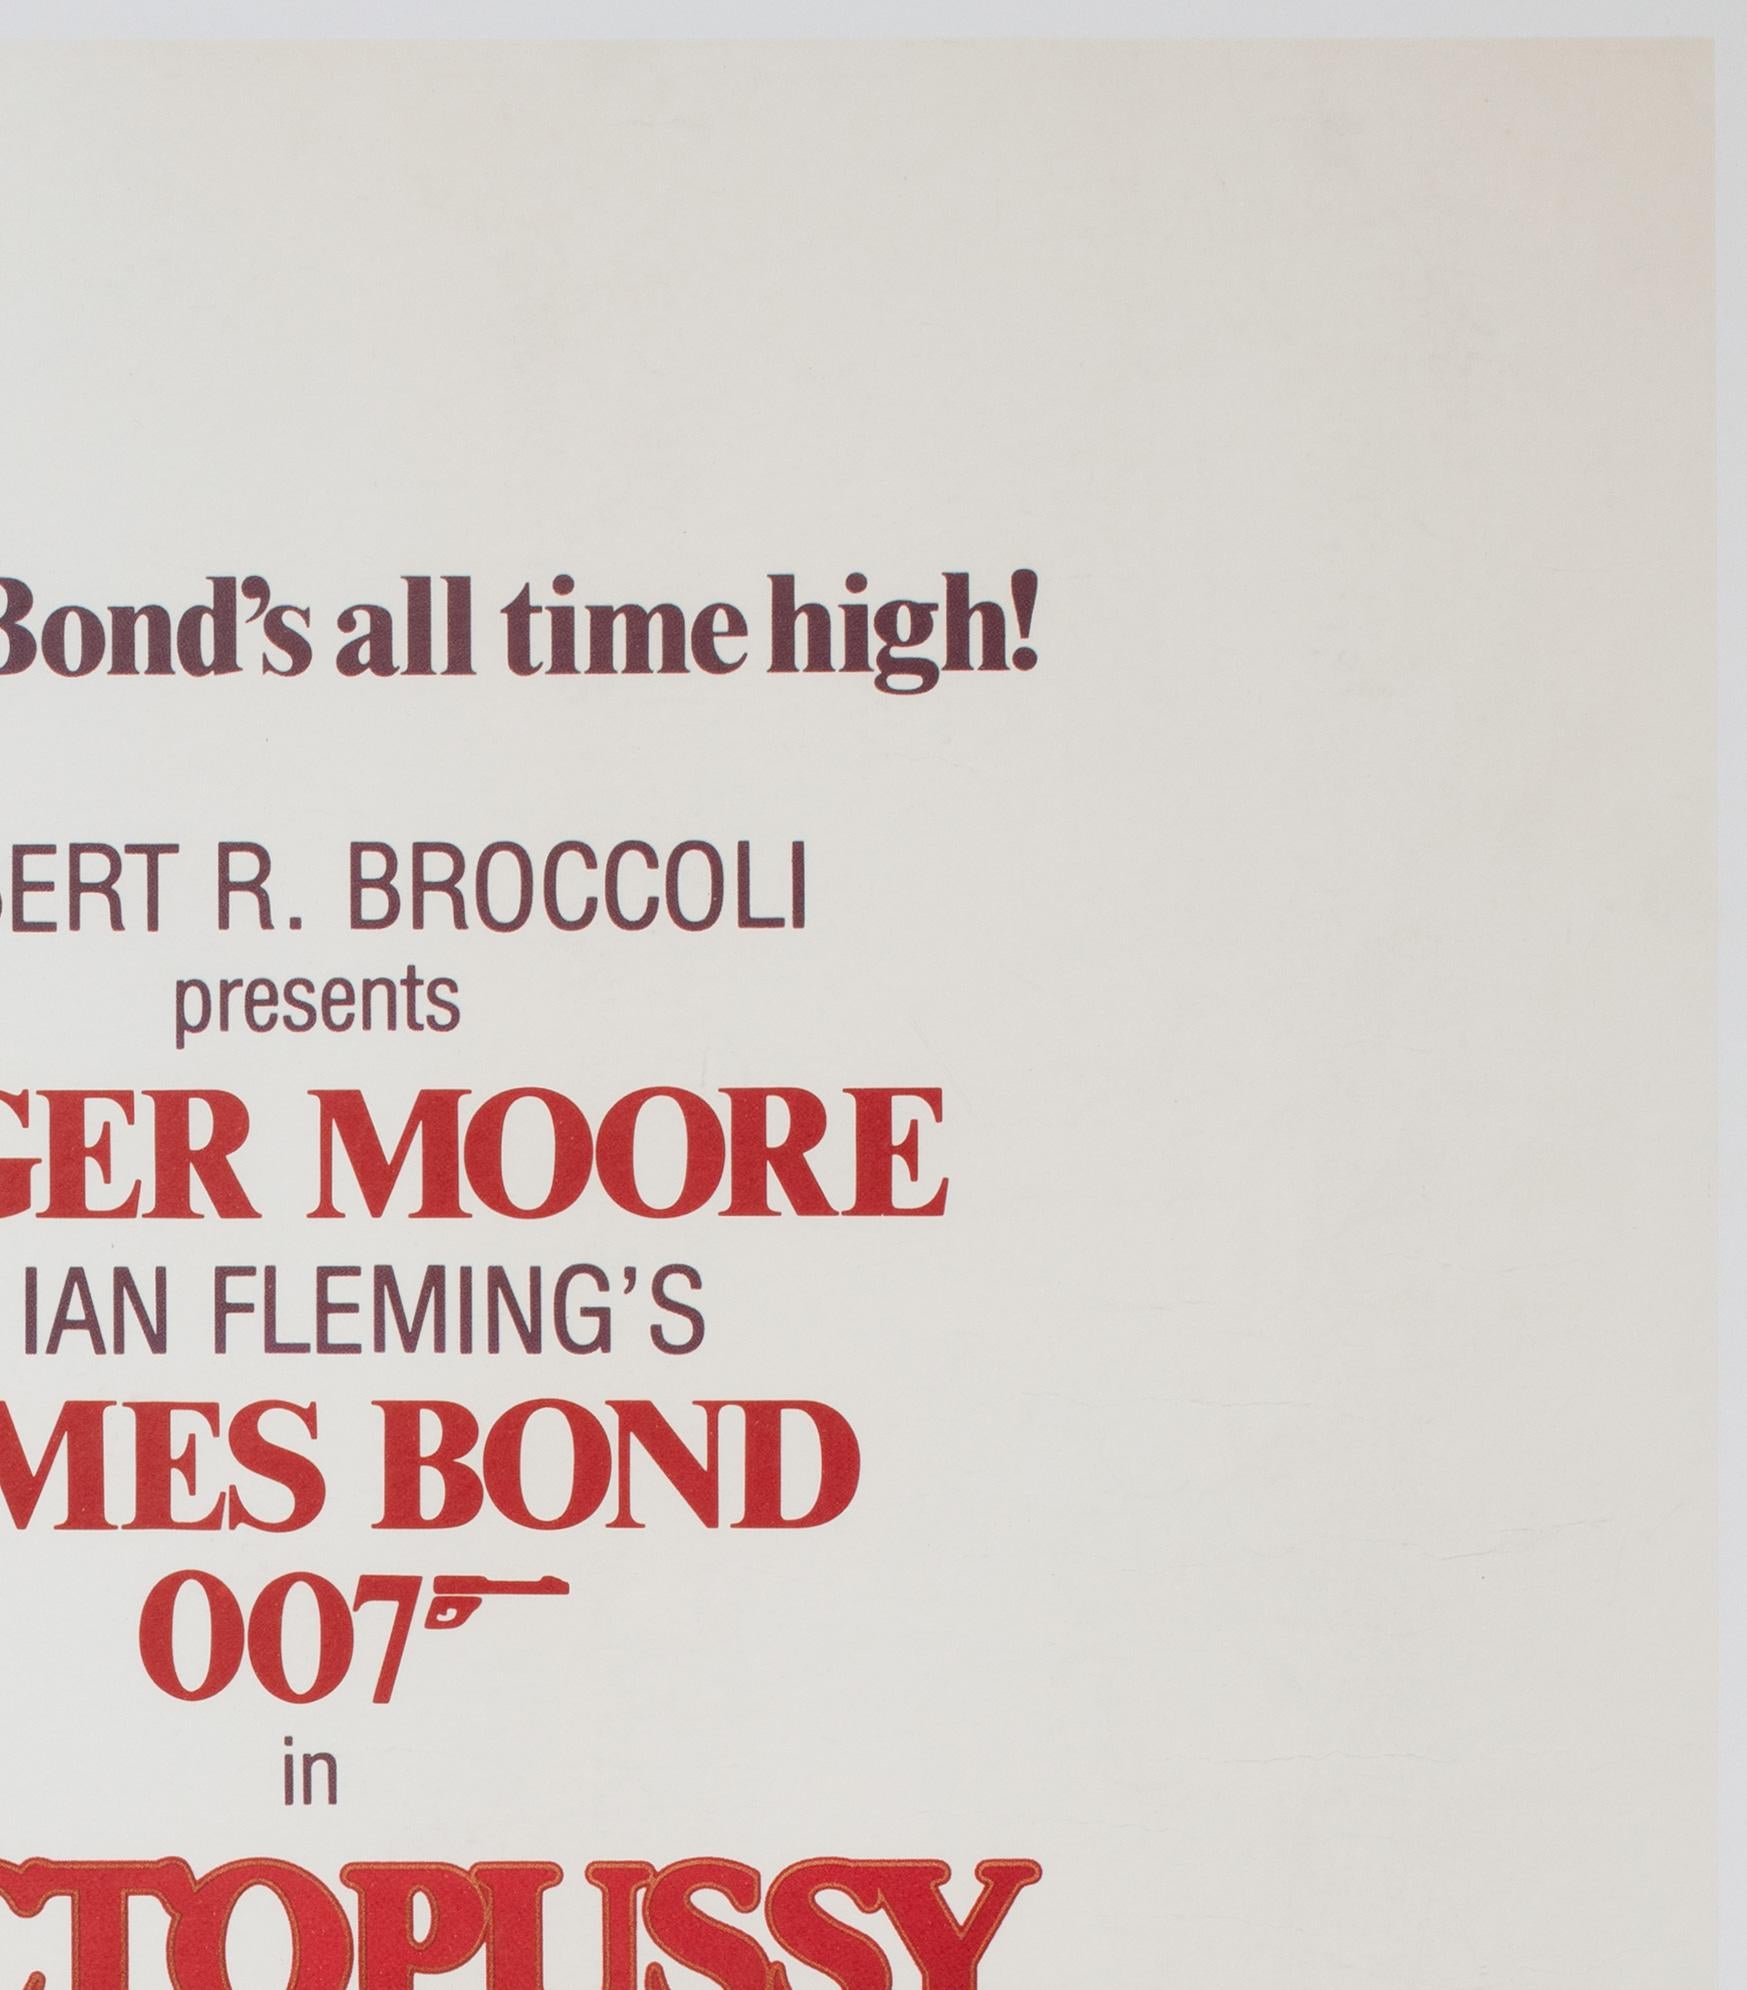 Bond’s all time high!
BERT R. BROCCOLI
presents
GER MOORE
IAN FLEMING’S
MES BOND
007
in
CTOPUSSY